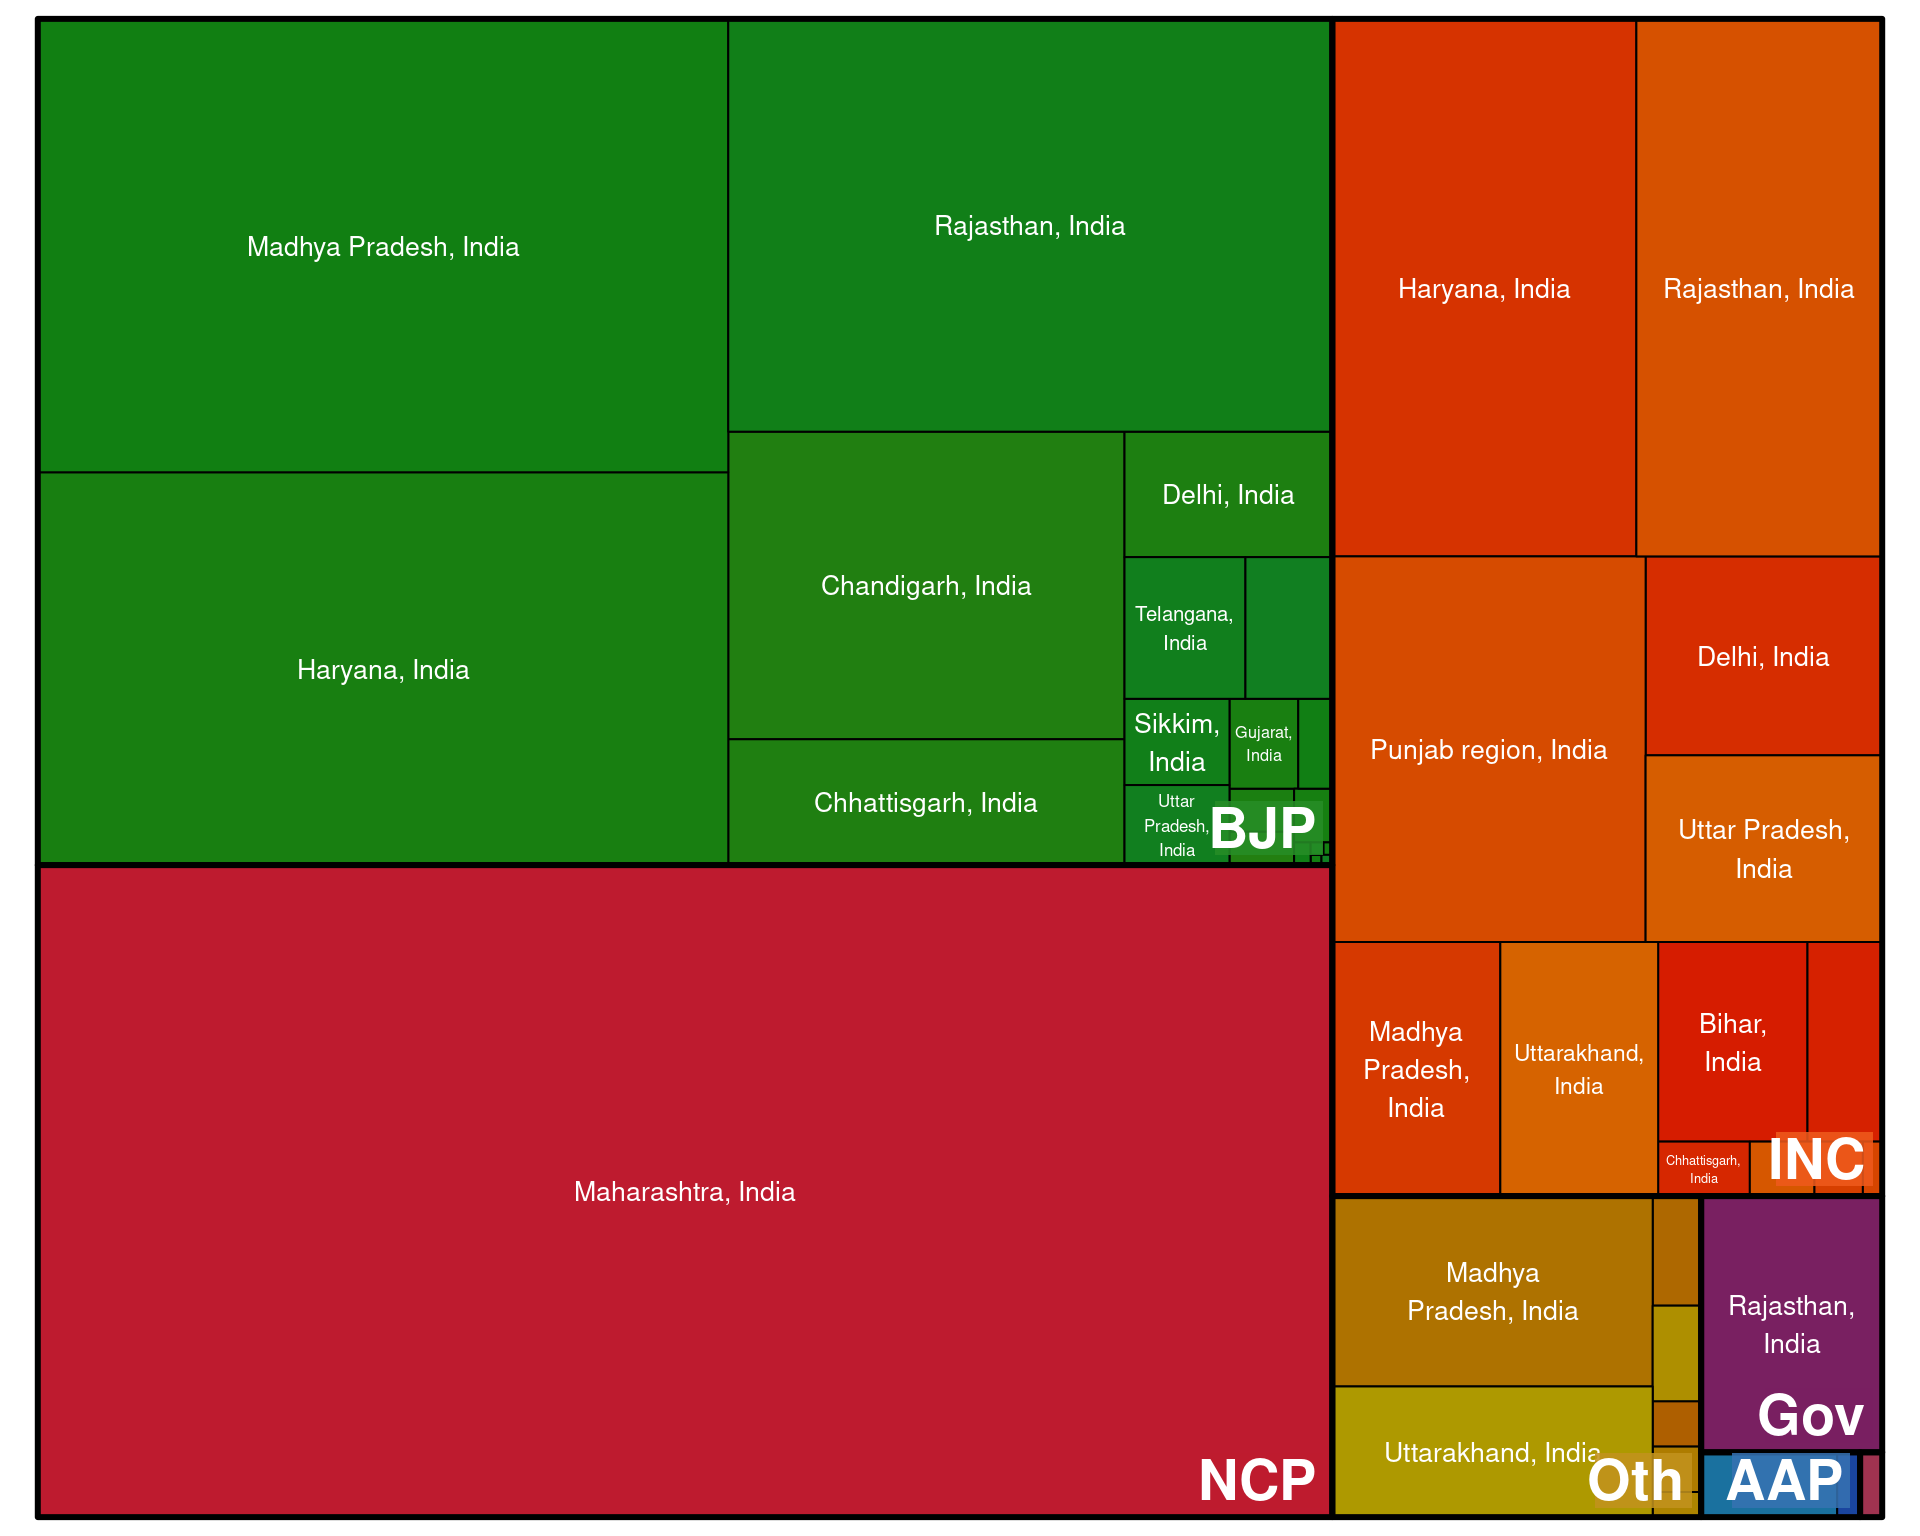 Madhya Pradesh, India
Haryana, India
Rajasthan, India
Chandigarh, India
Chhattisgarh, India
Delhi, India
Telangana,
India
Sikkim,
India
Gujarat,
India
Uttar
Pradesh,
India
BJP
Maharashtra, India
NCP
Haryana, India
Rajasthan, India
Punjab region, India
Delhi, India
Uttar Pradesh,
India
Madhya
Pradesh,
India
Uttarakhand,
India
Bihar,
India
Chhattisgarh,
India
INC
Madhya
Pradesh, India
Uttarakhand, India
Oth
Rajasthan,
India
Gov
AAP